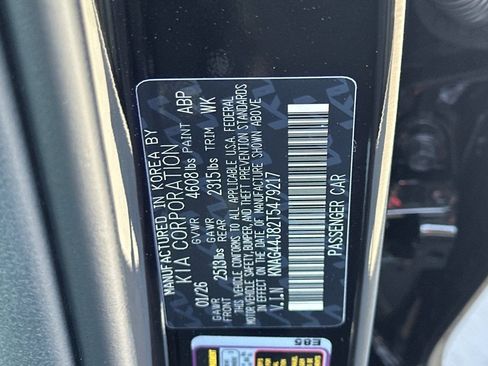 MANUFACTURED IN KOREA BY
KIA CORPORATION
01/26 GVWR 4608lbs PAINT ABP
GAWR FRONT 2513lbs GAWR REAR 2315lbs TRIM WK
THIS VEHICLE CONFORMS TO ALL APPLICABLE U.S.A. FEDERAL
MOTOR VEHICLE SAFETY, BUMPER, AND THEFT PREVENTION STANDARDS
IN EFFECT ON THE DATE OF MANUFACTURE SHOWN ABOVE
V.I.N KNAG44J82T5479217
PASSENGER CAR
E85